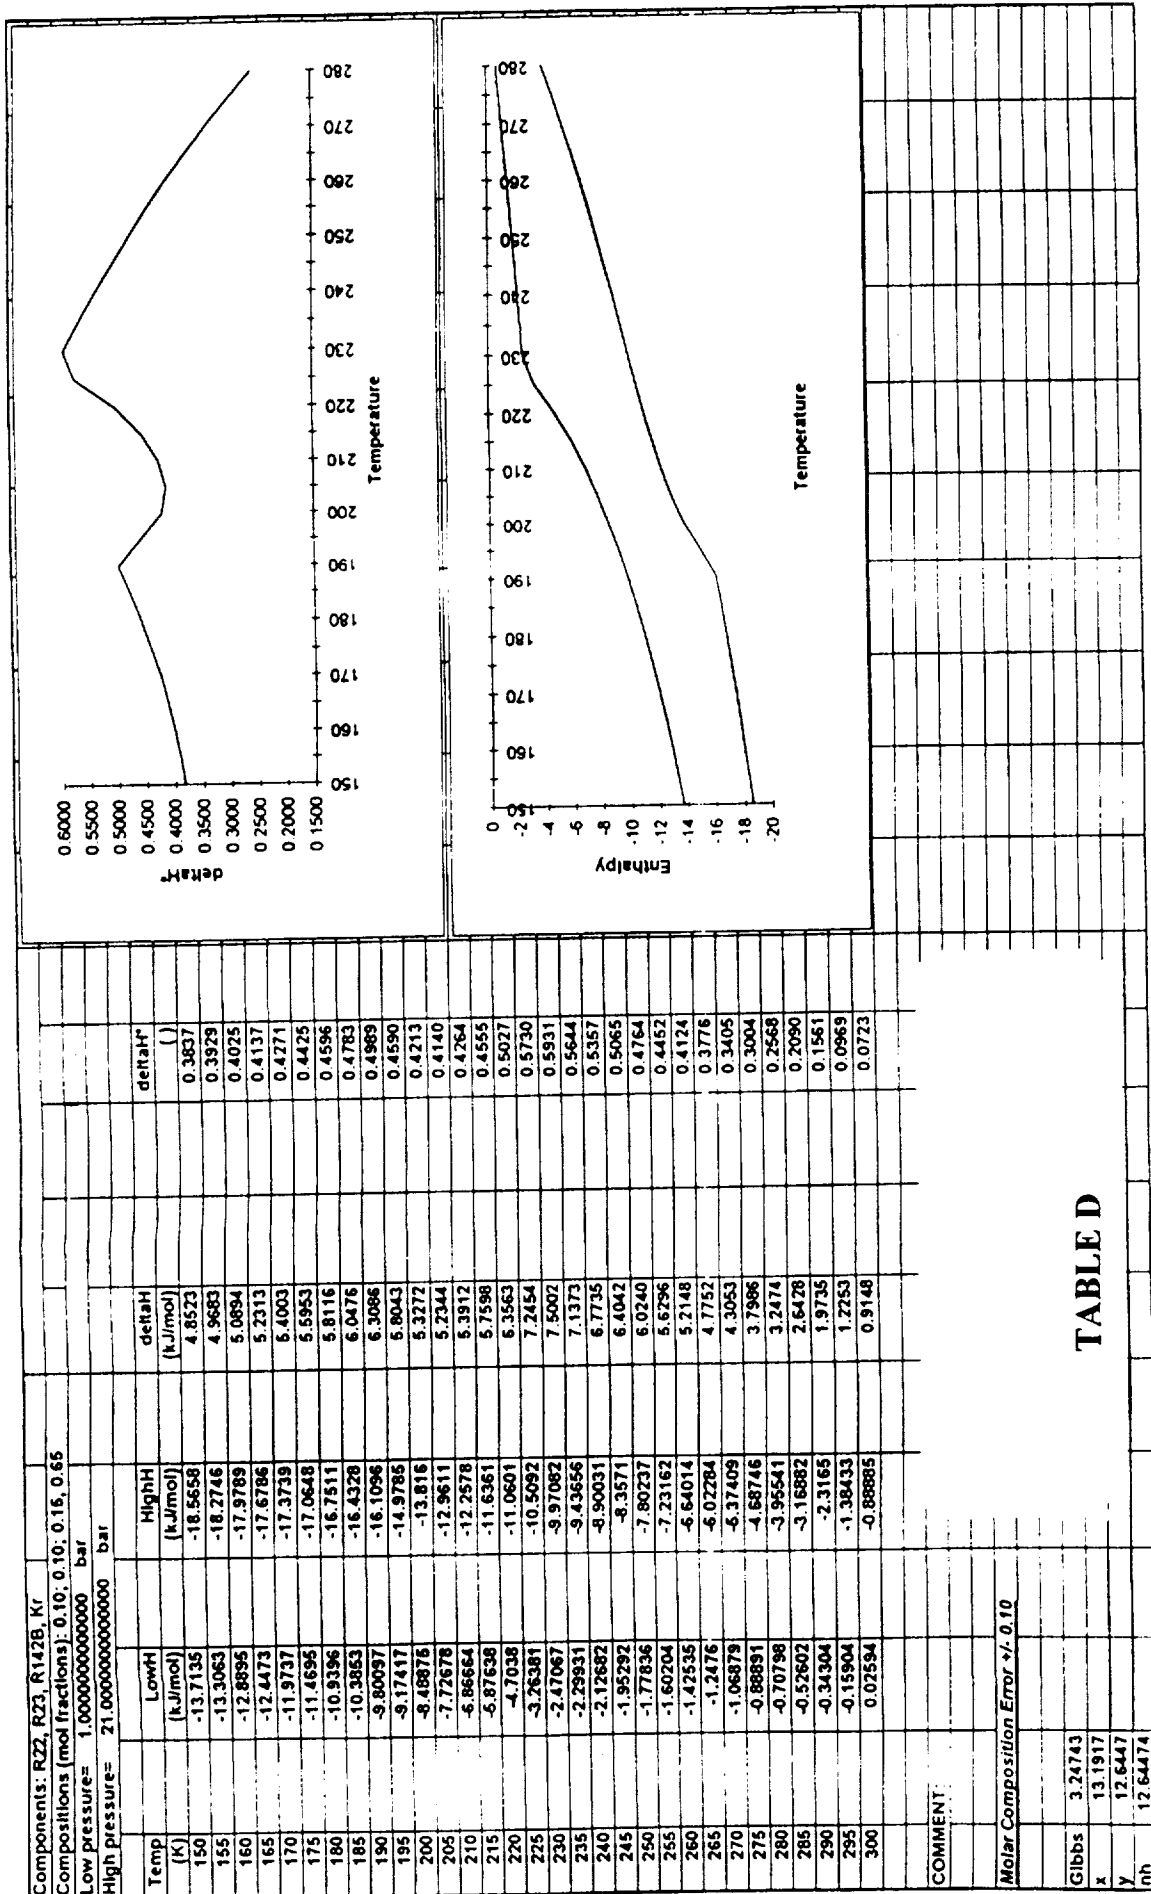 Components: R22, R23, R142B, Kr
Compositions (mol fractions): 0.10; 0.10; 0.15, 0.65
Low pressure= 1.00000000000 bar
High pressure= 21.0000000000000 bar
Temp LowH HighH deltaH deltaH*
(K) (kJ/mol) (kJ/mol) (kJ/mol) ( )
150 -13.7135 -18.5658 4.8523 0.3837
155 -13.3063 -18.2746 4.9683 0.3929
160 -12.8895 -17.9789 5.0894 0.4025
165 -12.4473 -17.6786 5.2313 0.4137
170 -11.9737 -17.3739 5.4003 0.4271
175 -11.4695 -17.0648 5.5953 0.4425
180 -10.9396 -16.7511 5.8116 0.4596
185 -10.3853 -16.4328 6.0476 0.4783
190 -9.80097 -16.1096 6.3086 0.4989
195 -9.17417 -14.9785 5.8043 0.4590
200 -8.48875 -13.816 5.3272 0.4213
205 -7.72678 -12.9611 5.2344 0.4140
210 -6.86664 -12.2578 5.3912 0.4264
215 -5.87638 -11.6361 5.7598 0.4555
220 -4.7038 -11.0601 6.3563 0.5027
225 -3.26381 -10.5092 7.2454 0.5730
230 -2.47067 -9.97082 7.5002 0.5931
235 -2.29931 -9.43656 7.1373 0.5644
240 -2.12682 -8.90031 6.7735 0.5357
245 -1.95292 -8.3571 6.4042 0.5065
250 -1.77836 -7.80237 6.0240 0.4764
255 -1.60204 -7.23162 5.6296 0.4452
260 -1.42535 -6.64014 5.2148 0.4124
265 -1.2476 -6.02284 4.7752 0.3776
270 -1.06879 -5.37409 4.3053 0.3405
275 -0.88891 -4.68746 3.7986 0.3004
280 -0.70798 -3.95541 3.2474 0.2568
285 -0.52602 -3.16882 2.6428 0.2090
290 -0.34304 -2.3165 1.9735 0.1561
295 -0.15904 -1.38433 1.2253 0.0969
300 0.02594 -0.88885 0.9148 0.0723
COMMENT:
Molar Composition Error +/- 0.10
Gibbs 3.24743
x 13.1917
y 12.6447
nh 12.64474
TABLE D
deltaH*
0.6000
0.5500
0.5000
0.4500
0.4000
0.3500
0.3000
0.2500
0.2000
0.1500
150 160 170 180 190 200 210 220 230 240 250 260 270 280
Temperature
Enthalpy
0
-2
-4
-6
-8
-10
-12
-14
-16
-18
-20
150 160 170 180 190 200 210 220 230 240 250 260 270 280
Temperature